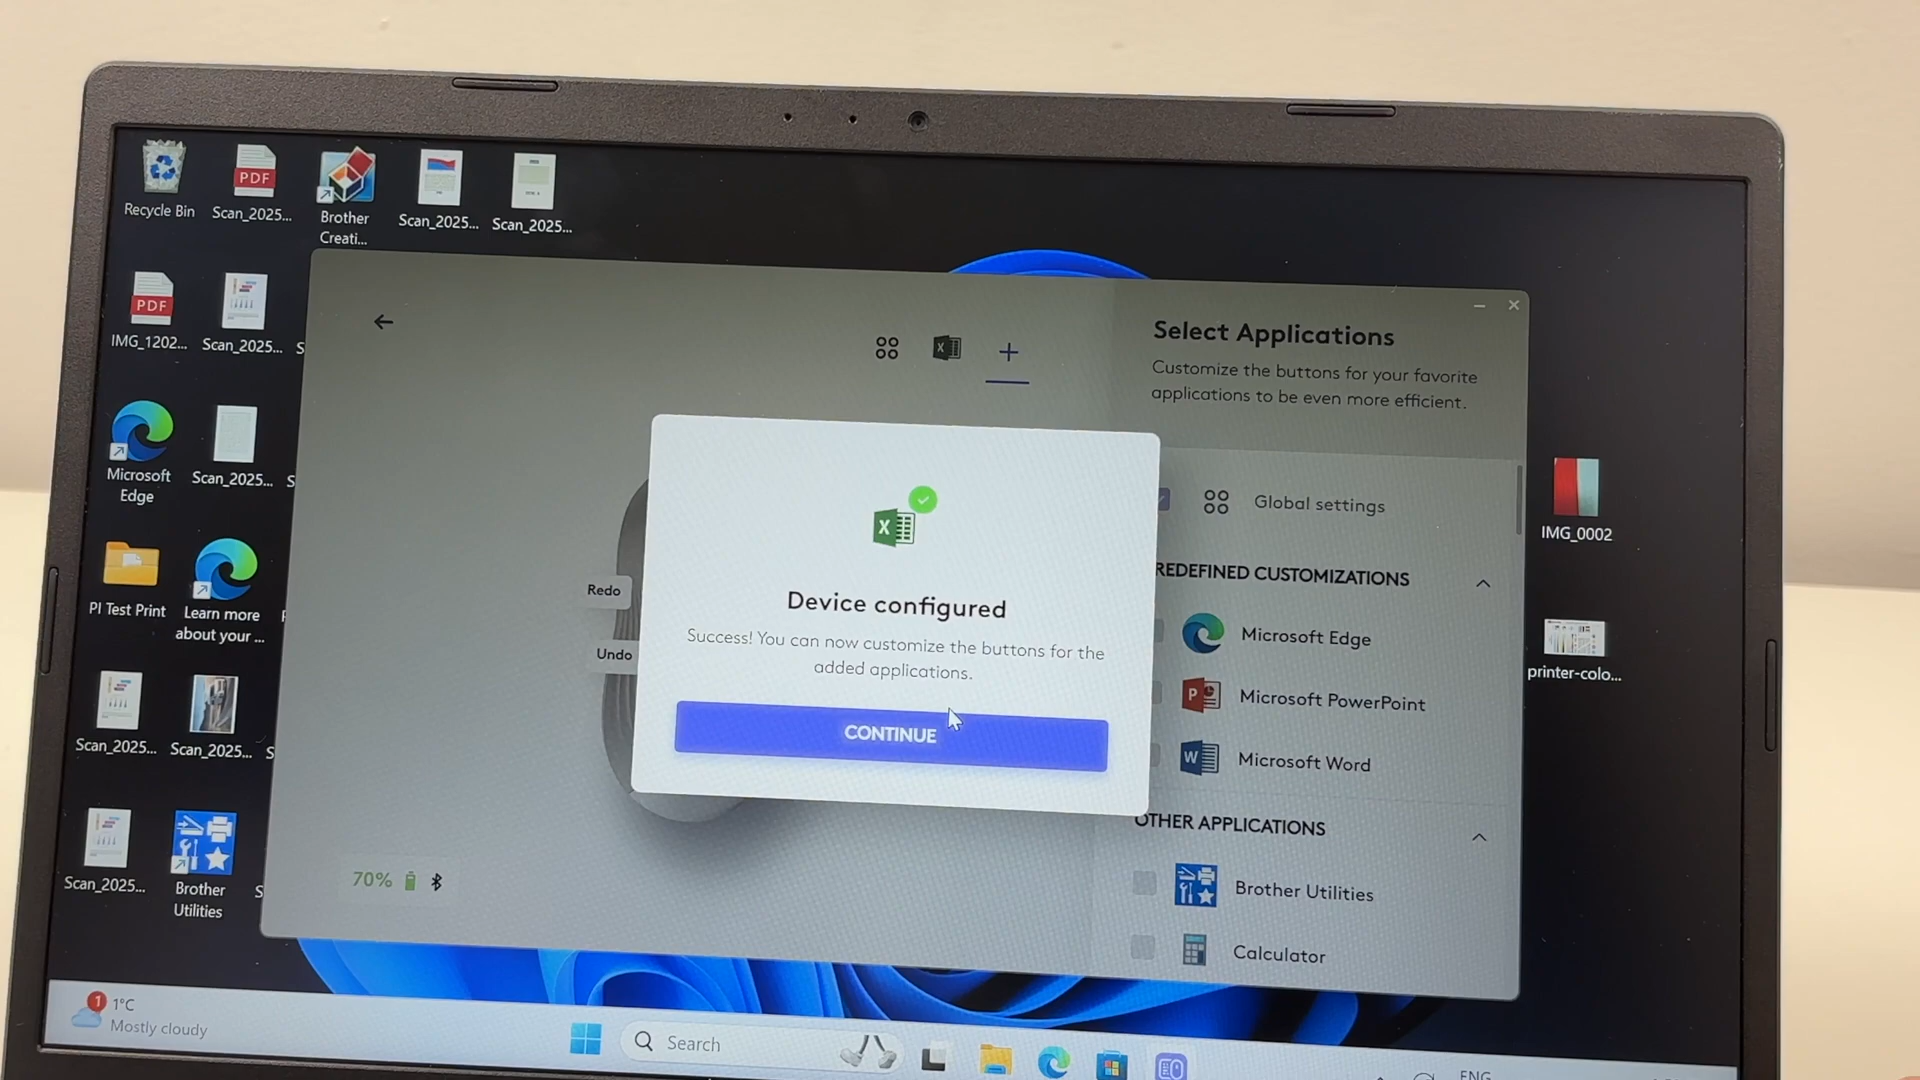 Recycle Bin
PDF
Scan_2025...
Brother
Creati...
Scan_2025...
Scan_2025...
PDF
IMG_1202...
Scan_2025...
S
Microsoft
Edge
Scan_2025...
S
PI Test Print
Learn more
about your ...
Scan_2025...
Scan_2025...
S
Scan_2025...
Brother
Utilities
S
IMG_0002
printer-colo...
Select Applications
Customize the buttons for your favorite
applications to be even more efficient.
Global settings
REDEFINED CUSTOMIZATIONS
Microsoft Edge
P
Microsoft PowerPoint
W
Microsoft Word
OTHER APPLICATIONS
Brother Utilities
Calculator
X
Redo
Undo
X
Device configured
Success! You can now customize the buttons for the
added applications.
CONTINUE
70%
1
1°C
Mostly cloudy
Search
ENG